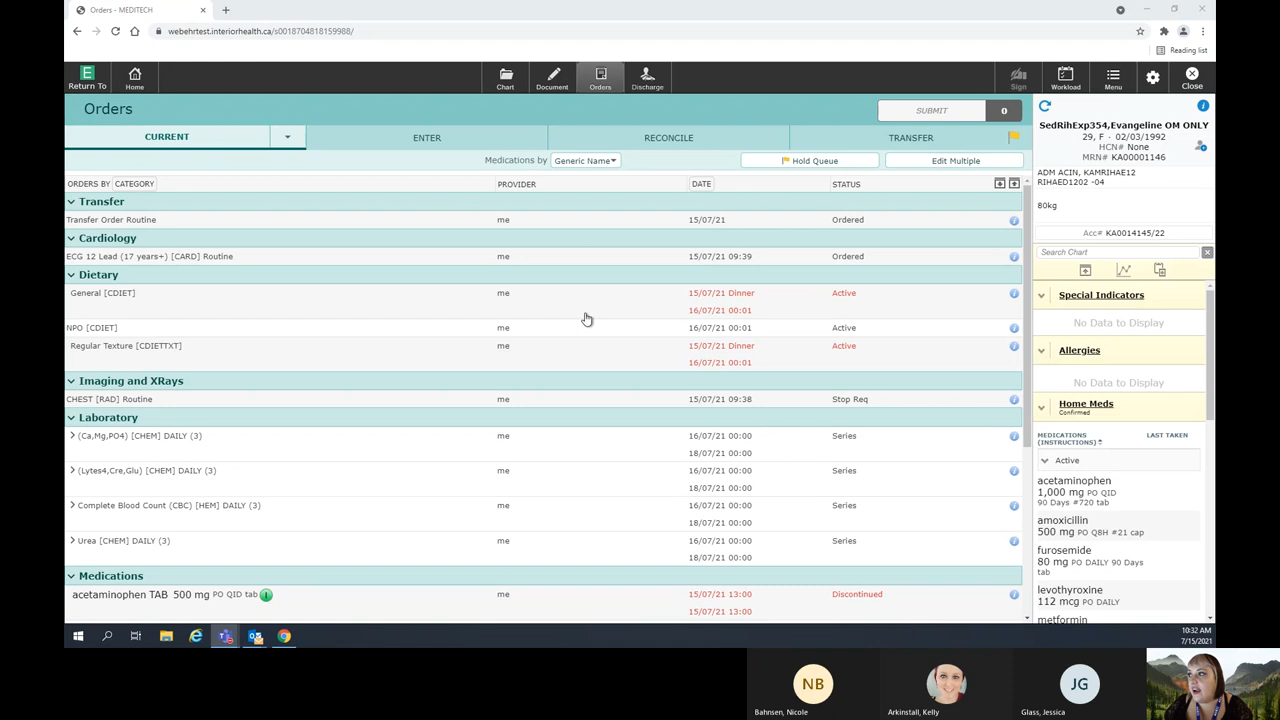 Orders - MEDITECH
webehrtest.interiorhealth.ca/s0018704818159988/
Reading list
E
Return To
Home
Chart
Document
Orders
Discharge
Sign
Workload
Menu
Close
Orders
SUBMIT 0
CURRENT ENTER RECONCILE TRANSFER
Medications by Generic Name Hold Queue Edit Multiple
ORDERS BY CATEGORY PROVIDER DATE STATUS
Transfer
Transfer Order Routine me 15/07/21 Ordered
Cardiology
ECG 12 Lead (17 years+) [CARD] Routine me 15/07/21 09:39 Ordered
Dietary
General [CDIET] me 15/07/21 Dinner Active
16/07/21 00:01
NPO [CDIET] me 16/07/21 00:01 Active
Regular Texture [CDIETTXT] me 15/07/21 Dinner Active
16/07/21 00:01
Imaging and XRays
CHEST [RAD] Routine me 15/07/21 09:38 Stop Req
Laboratory
(Ca,Mg,PO4) [CHEM] DAILY (3) me 16/07/21 00:00 Series
18/07/21 00:00
(Lytes4,Cre,Glu) [CHEM] DAILY (3) me 16/07/21 00:00 Series
18/07/21 00:00
Complete Blood Count (CBC) [HEM] DAILY (3) me 16/07/21 00:00 Series
18/07/21 00:00
Urea [CHEM] DAILY (3) me 16/07/21 00:00 Series
18/07/21 00:00
Medications
acetaminophen TAB 500 mg PO QID tab me 15/07/21 13:00 Discontinued
15/07/21 13:00
SedRihExp354,Evangeline OM ONLY
29, F - 02/03/1992
HCN# None
MRN# KA00001146
ADM ACIN, KAMRIHAE12
RIHAED1202 -04
80kg
Acc# KA0014145/22
Search Chart
Special Indicators
No Data to Display
Allergies
No Data to Display
Home Meds
Confirmed
MEDICATIONS LAST TAKEN
(INSTRUCTIONS)
Active
acetaminophen
1,000 mg PO QID
90 Days #720 tab
amoxicillin
500 mg PO Q8H #21 cap
furosemide
80 mg PO DAILY 90 Days
tab
levothyroxine
112 mcg PO DAILY
metformin
10:32 AM
7/15/2021
NB
Bahnsen, Nicole
Arkinstall, Kelly
JG
Glass, Jessica